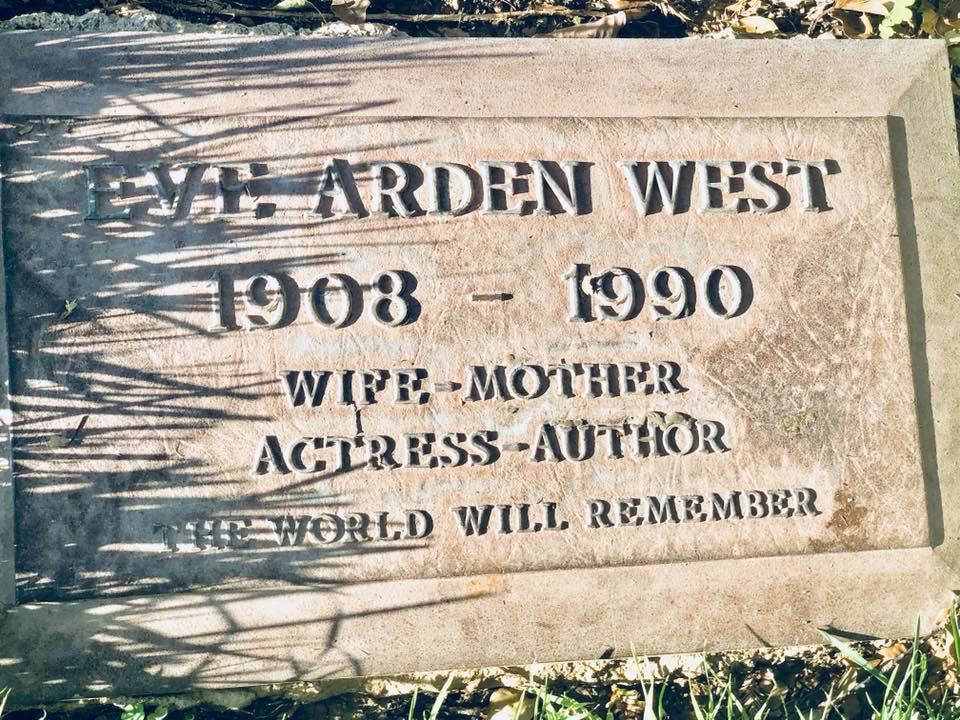 EVE ARDEN WEST
1908 - 1990
WIFE-MOTHER
ACTRESS-AUTHOR
THE WORLD WILL REMEMBER